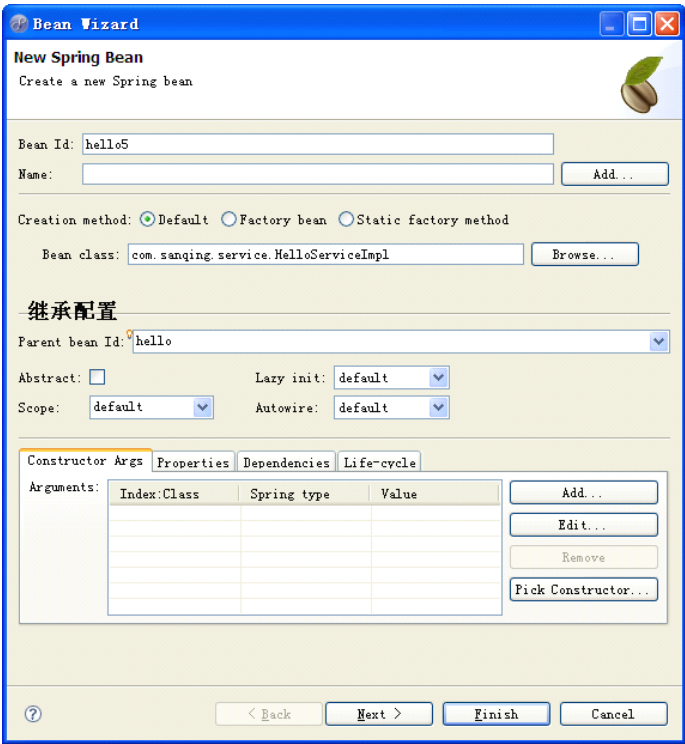 Bean Wizard
New Spring Bean
Create a new Spring bean
Bean Id: hello5
Name: Add...
Creation method: Default Factory bean Static factory method
Bean class: com.sanqing.service.HelloServiceImpl Browse...
继承配置
Parent bean Id: hello
Abstract: Lazy init: default
Scope: default Autowire: default
Constructor Args Properties Dependencies Life-cycle
Arguments: Index:Class Spring type Value Add...
Edit...
Remove
Pick Constructor...
? < Back Next > Finish Cancel